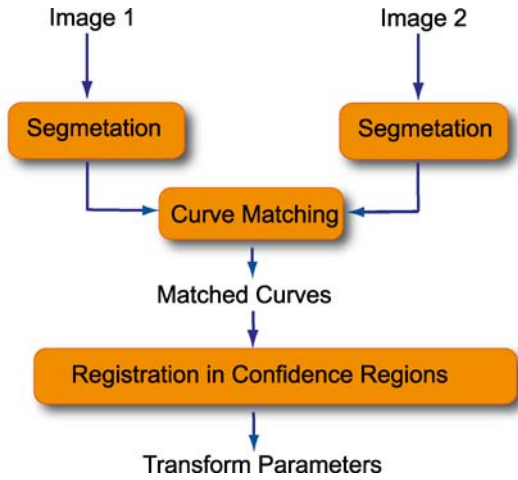 Image 1
Image 2
Segmetation
Segmetation
Curve Matching
Matched Curves
Registration in Confidence Regions
Transform Parameters